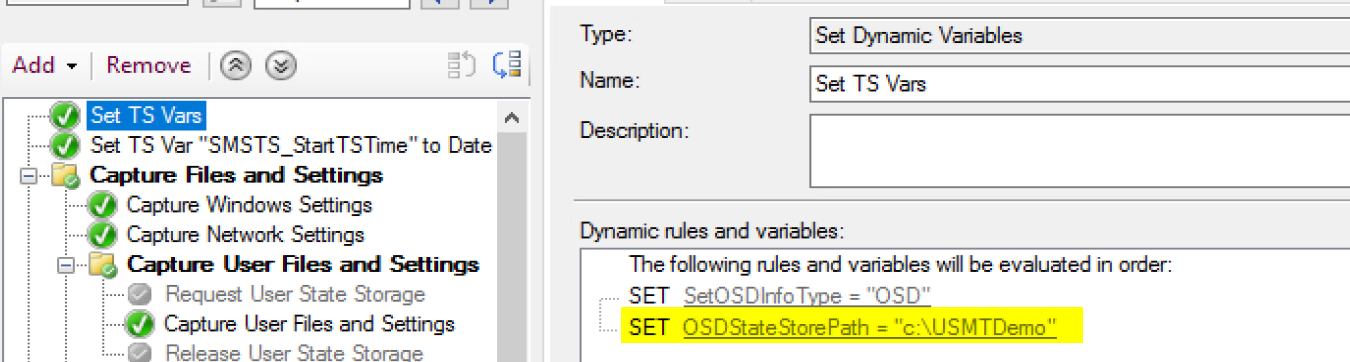 Add
Remove
Set TS Vars
Set TS Var "SMSTS_StartTSTime" to Date
Capture Files and Settings
Capture Windows Settings
Capture Network Settings
Capture User Files and Settings
Request User State Storage
Capture User Files and Settings
Release User State Storage
Type:
Set Dynamic Variables
Name:
Set TS Vars
Description:
Dynamic rules and variables:
The following rules and variables will be evaluated in order:
SET SetOSDInfoType = "OSD"
SET OSDStateStorePath = "c:\USMTDemo"